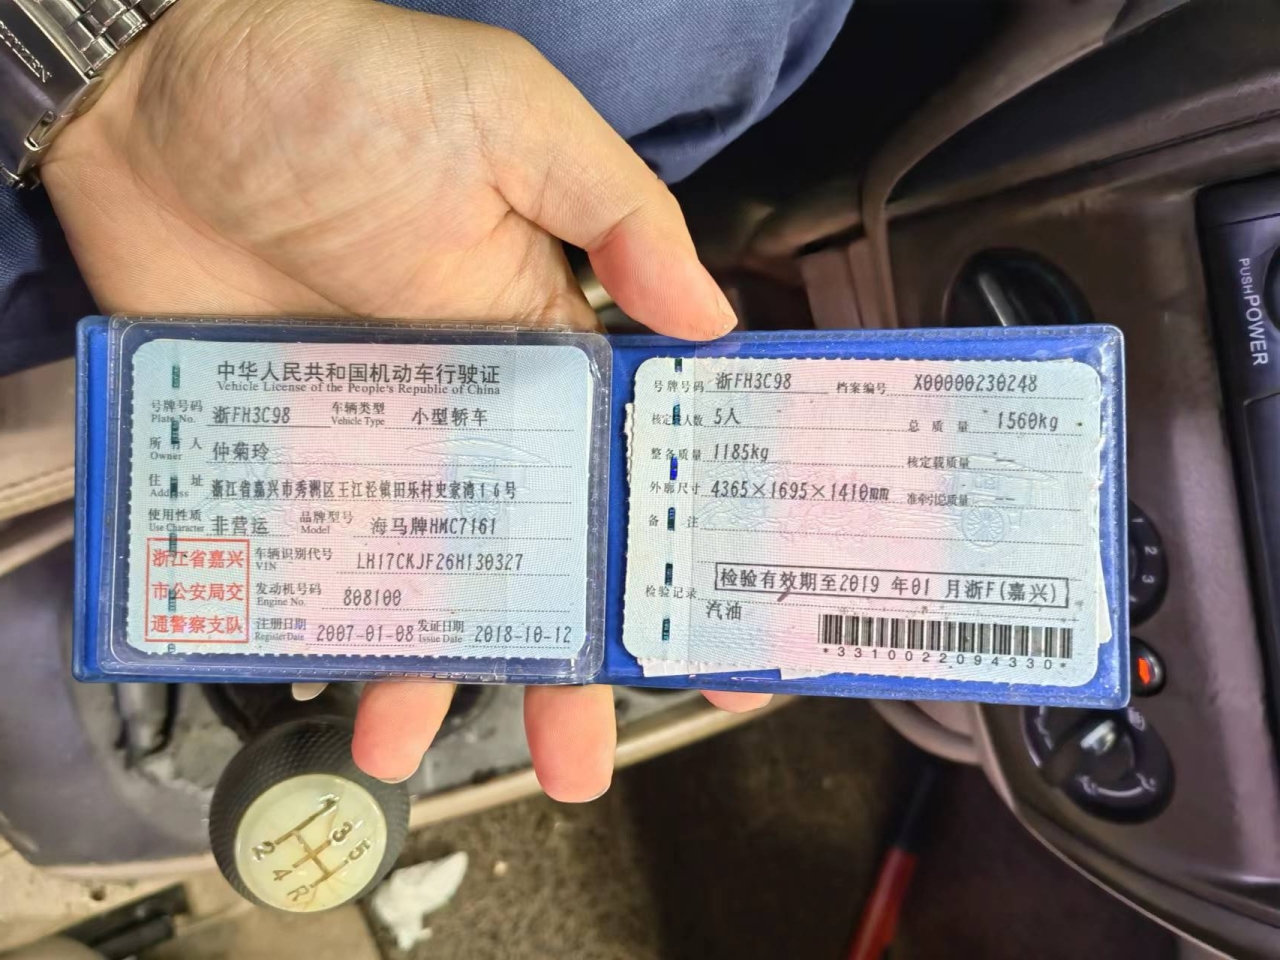 中华人民共和国机动车行驶证
Vehicle License of the People's Republic of China
号牌号码 Plate No. 浙FH3C98 车辆类型 Vehicle Type 小型轿车
所有人 Owner 仲菊玲
住址 Address 浙江省嘉兴市秀洲区王江泾镇田乐村史家湾16号
使用性质 Use Character 非营运 品牌型号 Model 海马牌HMC7161
浙江省嘉兴
市公安局交
通警察支队
车辆识别代号 VIN LH17CKJF26H130327
发动机号码 Engine No. 808100
注册日期 Register Date 2007-01-08 发证日期 Issue Date 2018-10-12
号牌号码 浙FH3C98 档案编号 X00000230248
核定载人数 5人 总质量 1560kg
整备质量 1185kg 核定载质量 --
外廓尺寸 4365×1695×1410mm 准牵引总质量 --
备注
检验记录 检验有效期至2019年01月浙F(嘉兴)
汽油
*3310022094330*
PUSH POWER
1
2
3
1 3 5
2 4 R